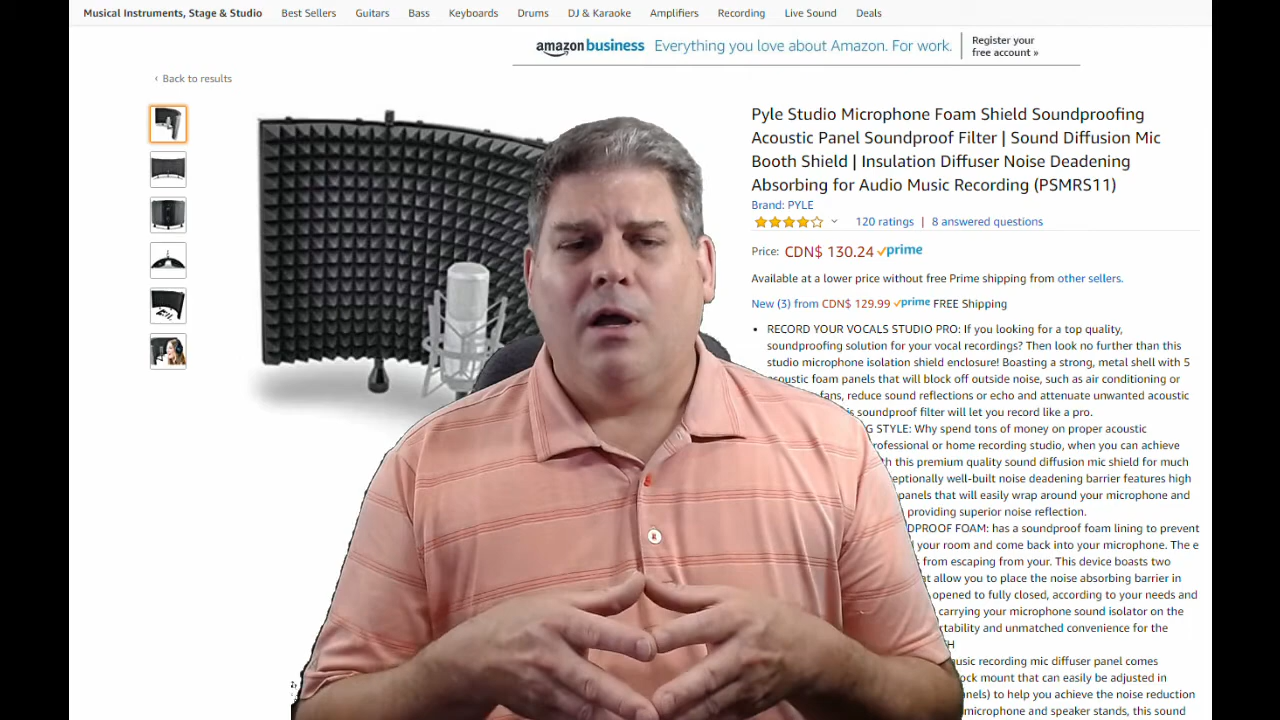 Musical Instruments, Stage & Studio Best Sellers Guitars Bass Keyboards Drums DJ & Karaoke Amplifiers Recording Live Sound Deals
amazon business Everything you love about Amazon. For work. Register your free account »
‹ Back to results
Pyle Studio Microphone Foam Shield Soundproofing
Acoustic Panel Soundproof Filter | Sound Diffusion Mic
Booth Shield | Insulation Diffuser Noise Deadening
Absorbing for Audio Music Recording (PSMRS11)
Brand: PYLE
120 ratings | 8 answered questions
Price: CDN$ 130.24 prime
Available at a lower price without free Prime shipping from other sellers.
New (3) from CDN$ 129.99 prime FREE Shipping
• RECORD YOUR VOCALS STUDIO PRO: If you looking for a top quality,
soundproofing solution for your vocal recordings? Then look no further than this
studio microphone isolation shield enclosure! Boasting a strong, metal shell with 5
acoustic foam panels that will block off outside noise, such as air conditioning or
fans, reduce sound reflections or echo and attenuate unwanted acoustic
soundproof filter will let you record like a pro.
STYLE: Why spend tons of money on proper acoustic
or home recording studio, when you can achieve
this premium quality sound diffusion mic shield for much
well-built noise deadening barrier features high
panels that will easily wrap around your microphone and
providing superior noise reflection.
FOAM: has a soundproof foam lining to prevent
your room and come back into your microphone. The e
from escaping from your. This device boasts two
allow you to place the noise absorbing barrier in
opened to fully closed, according to your needs and
carrying your microphone sound isolator on the
and unmatched convenience for the
recording mic diffuser panel comes
mount that can easily be adjusted in
to help you achieve the noise reduction
microphone and speaker stands, this sound